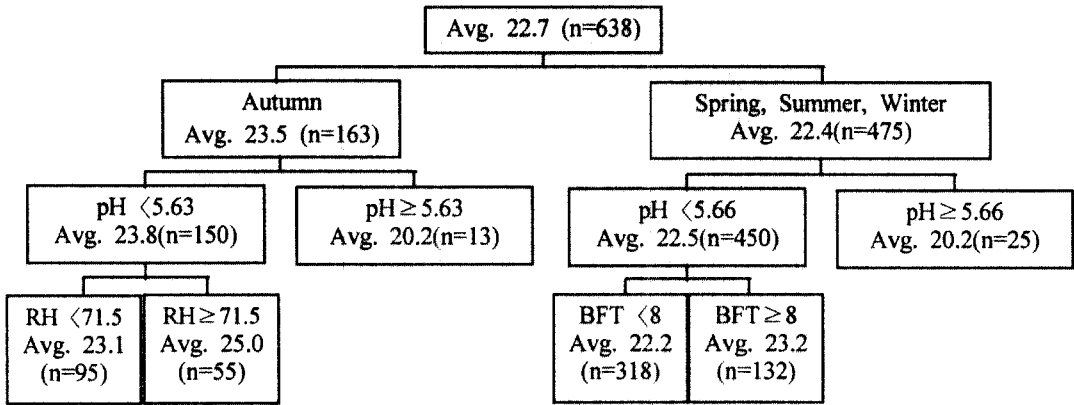 Avg. 22.7 (n=638)
Autumn
Avg. 23.5 (n=163)
Spring, Summer, Winter
Avg. 22.4(n=475)
pH <5.63
Avg. 23.8(n=150)
pH≥5.63
Avg. 20.2(n=13)
pH <5.66
Avg. 22.5(n=450)
pH≥5.66
Avg. 20.2(n=25)
RH <71.5
Avg. 23.1
(n=95)
RH≥71.5
Avg. 25.0
(n=55)
BFT <8
Avg. 22.2
(n=318)
BFT≥8
Avg. 23.2
(n=132)